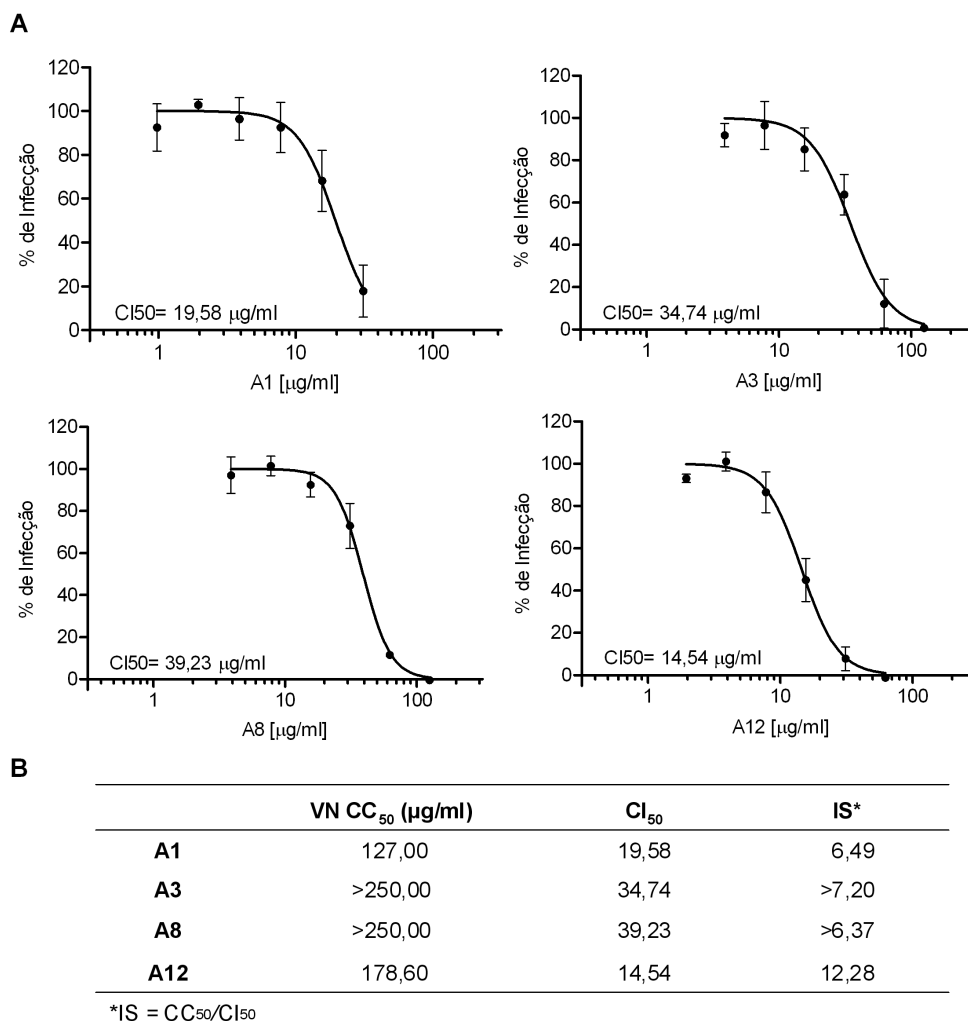 A
120
100
80
60
40
20
0
% de Infecção
CI50= 19,58 µg/ml
1 10 100
A1 [µg/ml]
120
100
80
60
40
20
0
% de Infecção
CI50= 34,74 µg/ml
1 10 100
A3 [µg/ml]
120
100
80
60
40
20
0
% de Infecção
CI50= 39,23 µg/ml
1 10 100
A8 [µg/ml]
120
100
80
60
40
20
0
% de Infecção
CI50= 14,54 µg/ml
1 10 100
A12 [µg/ml]
B
VN CC50 (µg/ml) CI50 IS*
A1 127,00 19,58 6,49
A3 >250,00 34,74 >7,20
A8 >250,00 39,23 >6,37
A12 178,60 14,54 12,28
*IS = CC50/CI50